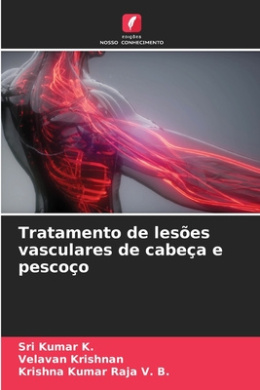 edições
NOSSO CONHECIMENTO
Tratamento de lesões
vasculares de cabeça e
pescoço
Sri Kumar K.
Velavan Krishnan
Krishna Kumar Raja V. B.